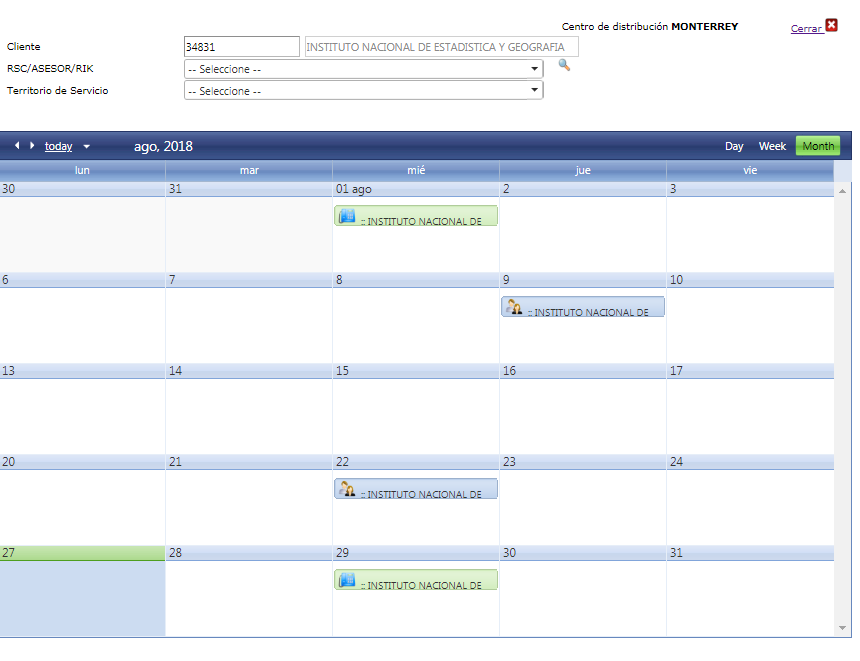 Centro de distribución MONTERREY Cerrar
Cliente 34831 INSTITUTO NACIONAL DE ESTADISTICA Y GEOGRAFIA
RSC/ASESOR/RIK -- Seleccione --
Territorio de Servicio -- Seleccione --
today ago, 2018 Day Week Month
lun mar mié jue vie
30 31 01 ago 2 3
:: INSTITUTO NACIONAL DE
6 7 8 9 10
:: INSTITUTO NACIONAL DE
13 14 15 16 17
20 21 22 23 24
:: INSTITUTO NACIONAL DE
27 28 29 30 31
:: INSTITUTO NACIONAL DE